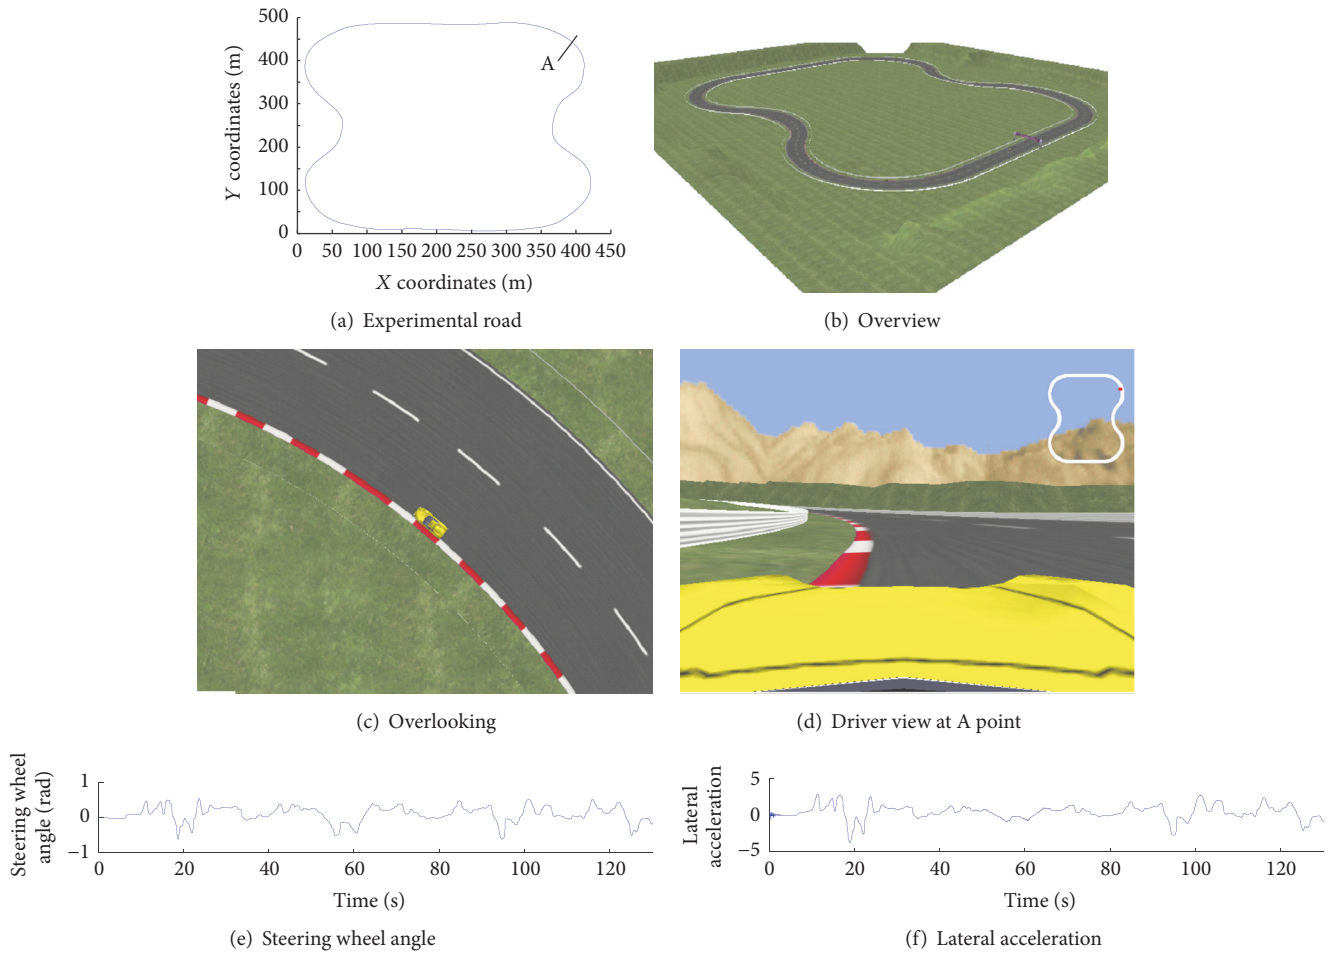 500
400
300
200
100
0
Y coordinates (m)
A
0 50 100 150 200 250 300 350 400 450
X coordinates (m)
(a) Experimental road
(b) Overview
(c) Overlooking
(d) Driver view at A point
Steering wheel
angle (rad)
1
0
−1
0 20 40 60 80 100 120
Time (s)
(e) Steering wheel angle
Lateral
acceleration
5
0
−5
0 20 40 60 80 100 120
Time (s)
(f) Lateral acceleration